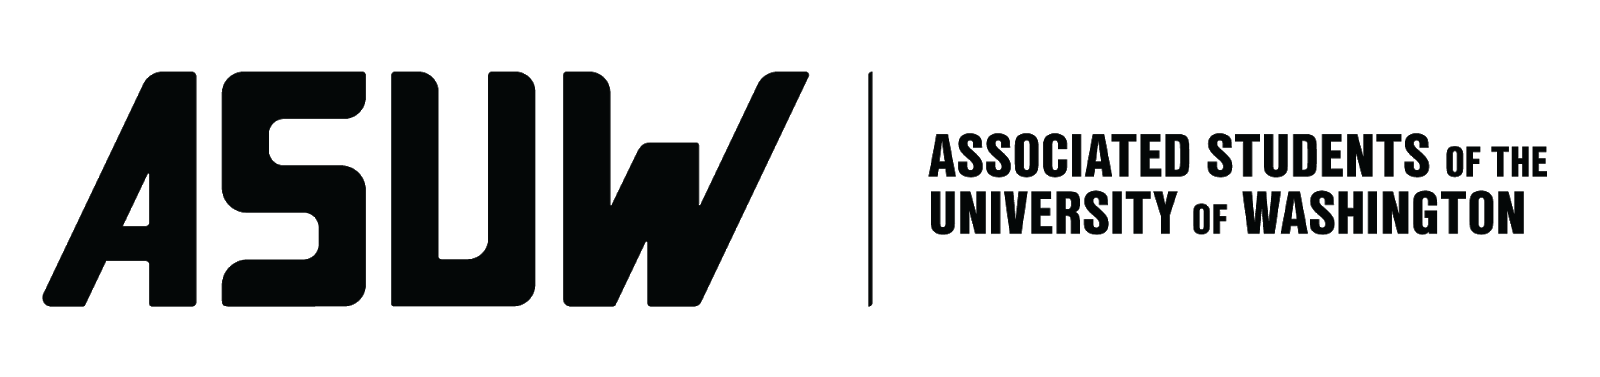 ASUW
ASSOCIATED STUDENTS OF THE
UNIVERSITY OF WASHINGTON